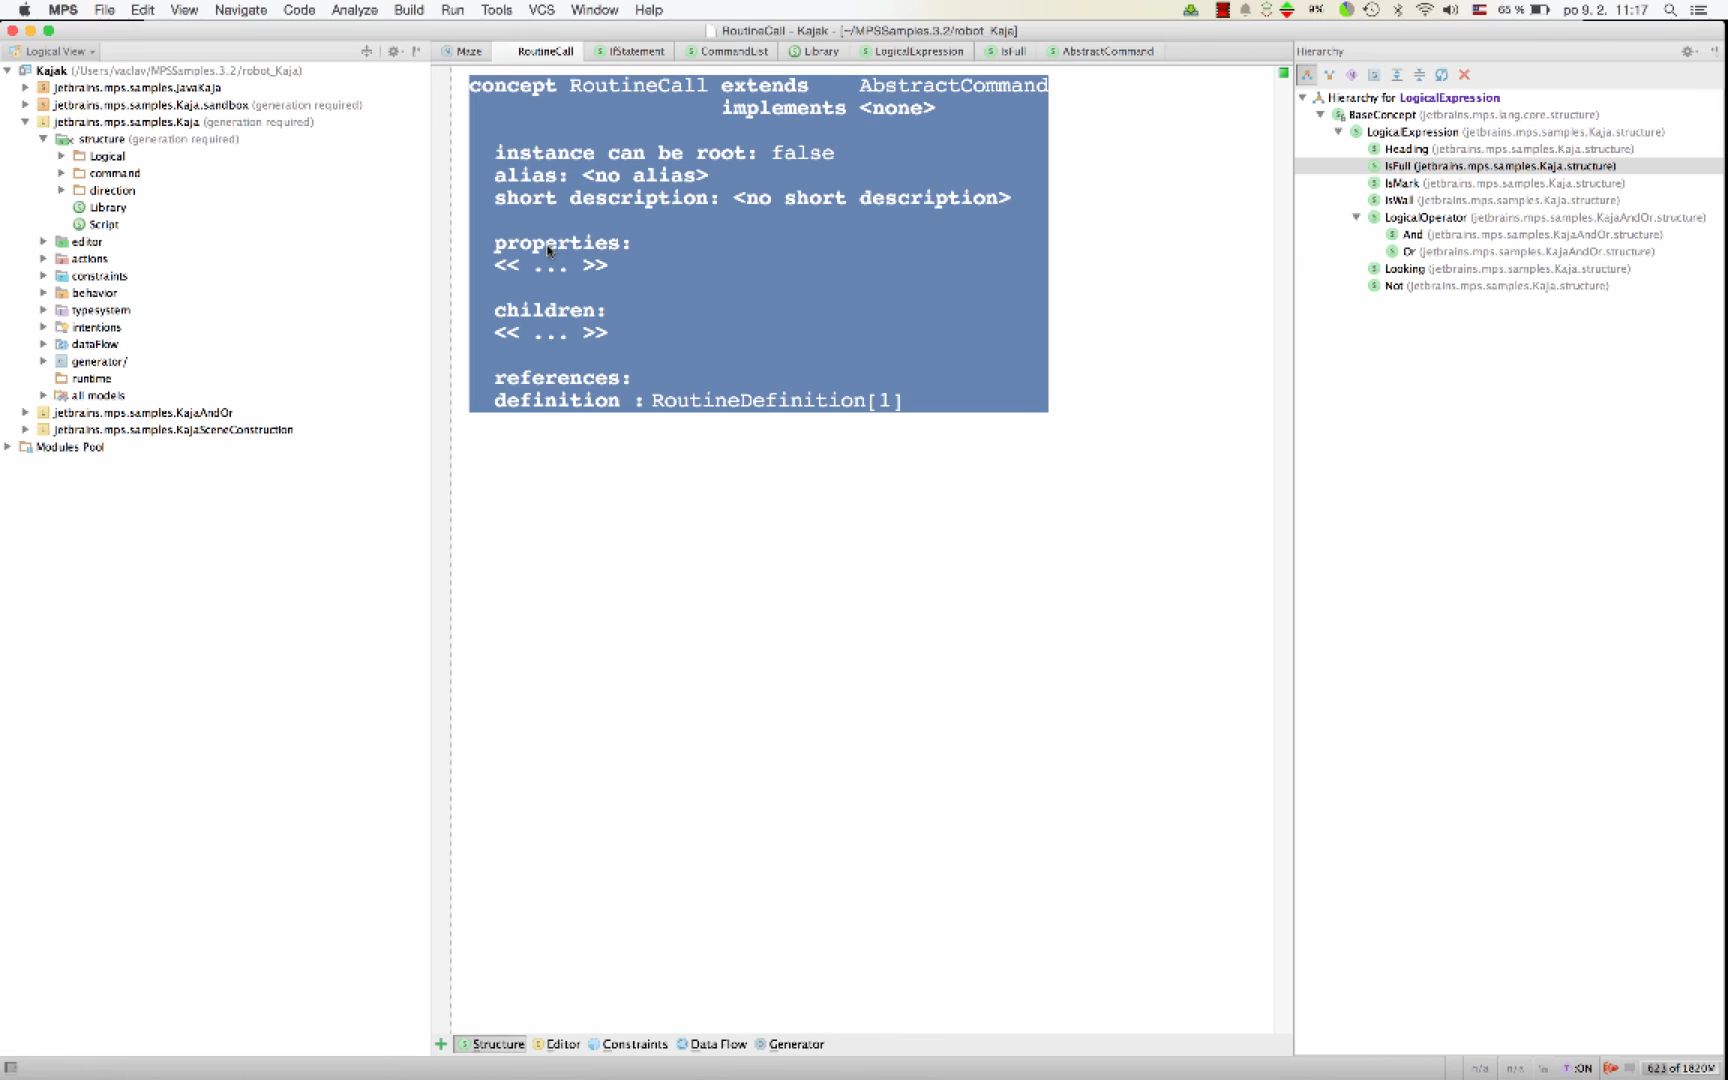 MPS File Edit View Navigate Code Analyze Build Run Tools VCS Window Help 9% 65 % po 9. 2. 11:17
RoutineCall - Kajak - [~/MPSSamples.3.2/robot_Kaja]
Logical View
Maze RoutineCall IfStatement CommandList Library LogicalExpression IsFull AbstractCommand
Hierarchy
Kajak (/Users/vaclav/MPSSamples.3.2/robot_Kaja)
jetbrains.mps.samples.JavaKaja
jetbrains.mps.samples.Kaja.sandbox (generation required)
jetbrains.mps.samples.Kaja (generation required)
structure (generation required)
Logical
command
direction
Library
Script
editor
actions
constraints
behavior
typesystem
intentions
dataFlow
generator/
runtime
all models
jetbrains.mps.samples.KajaAndOr
jetbrains.mps.samples.KajaSceneConstruction
Modules Pool
concept RoutineCall extends AbstractCommand
implements <none>
instance can be root: false
alias: <no alias>
short description: <no short description>
properties:
<< ... >>
children:
<< ... >>
references:
definition : RoutineDefinition[1]
Hierarchy for LogicalExpression
BaseConcept (jetbrains.mps.lang.core.structure)
LogicalExpression (jetbrains.mps.samples.Kaja.structure)
Heading (jetbrains.mps.samples.Kaja.structure)
IsFull (jetbrains.mps.samples.Kaja.structure)
IsMark (jetbrains.mps.samples.Kaja.structure)
IsWall (jetbrains.mps.samples.Kaja.structure)
LogicalOperator (jetbrains.mps.samples.KajaAndOr.structure)
And (jetbrains.mps.samples.KajaAndOr.structure)
Or (jetbrains.mps.samples.KajaAndOr.structure)
Looking (jetbrains.mps.samples.Kaja.structure)
Not (jetbrains.mps.samples.Kaja.structure)
Structure Editor Constraints Data Flow Generator
n/a n/a T :ON 623 of 1820M